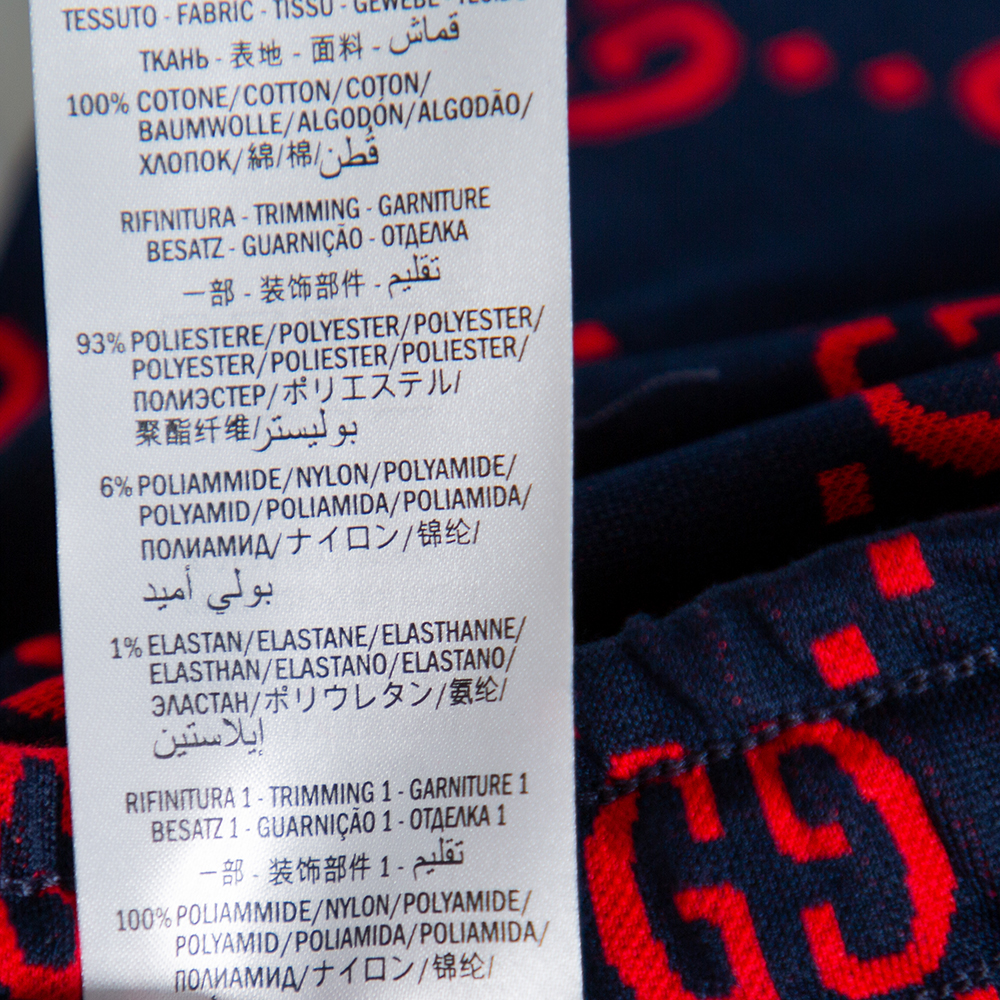 TESSUTO - FABRIC - TISSU - GEWEBE - TEJIDO
ТКАНЬ - 表地 - 面料 - قماش
100% COTONE/COTTON/COTON/
BAUMWOLLE/ALGODÓN/ALGODÃO/
ХЛОПОК/綿/棉/قُطن
RIFINITURA - TRIMMING - GARNITURE
BESATZ - GUARNIÇÃO - ОТДЕЛКА
一部 - 装饰部件 - تقليم
93% POLIESTERE/POLYESTER/POLYESTER/
POLYESTER/POLIESTER/POLIESTER/
ПОЛИЭСТЕР/ポリエステル/
聚酯纤维/بوليستر
6% POLIAMMIDE/NYLON/POLYAMIDE/
POLYAMID/POLIAMIDA/POLIAMIDA/
ПОЛИАМИД/ナイロン/锦纶/
بولي أميد
1% ELASTAN/ELASTANE/ELASTHANNE/
ELASTHAN/ELASTANO/ELASTANO/
ЭЛАСТАН/ポリウレタン/氨纶/
إيلاستين
RIFINITURA 1 - TRIMMING 1 - GARNITURE 1
BESATZ 1 - GUARNIÇÃO 1 - ОТДЕЛКА 1
一部 - 装饰部件 1 - تقليم
100% POLIAMMIDE/NYLON/POLYAMIDE/
POLYAMID/POLIAMIDA/POLIAMIDA/
ПОЛИАМИД/ナイロン/锦纶/